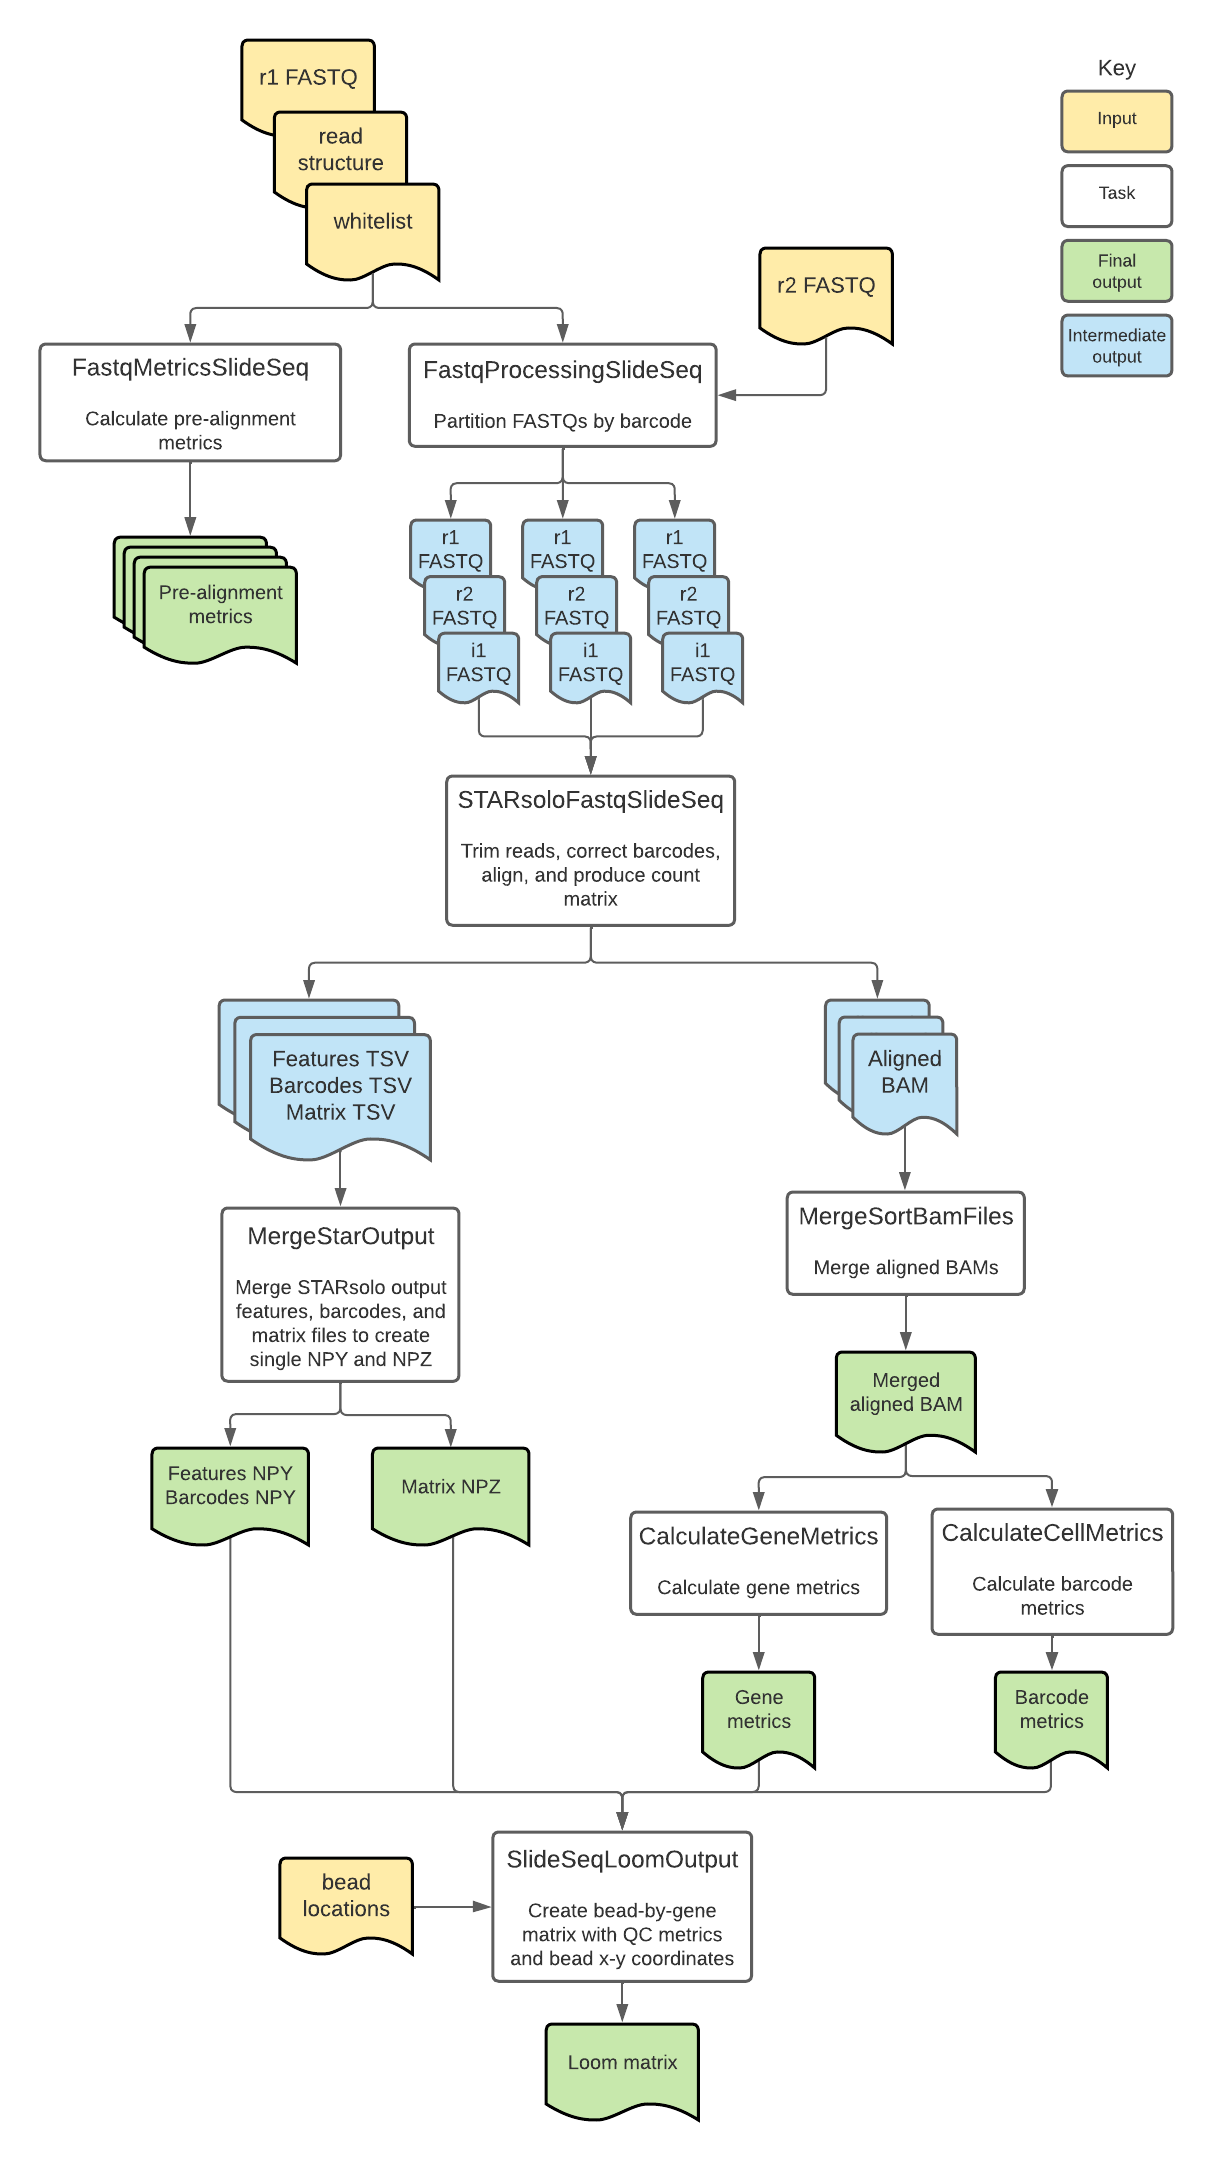 r1 FASTQ
read
structure
whitelist
Key
Input
Task
Final
output
Intermediate
output
r2 FASTQ
FastqMetricsSlideSeq
Calculate pre-alignment
metrics
FastqProcessingSlideSeq
Partition FASTQs by barcode
Pre-alignment
metrics
r1
FASTQ
r2
FASTQ
i1
FASTQ
r1
FASTQ
r2
FASTQ
i1
FASTQ
r1
FASTQ
r2
FASTQ
i1
FASTQ
STARsoloFastqSlideSeq
Trim reads, correct barcodes,
align, and produce count
matrix
Features TSV
Barcodes TSV
Matrix TSV
Aligned
BAM
MergeStarOutput
Merge STARsolo output
features, barcodes, and
matrix files to create
single NPY and NPZ
MergeSortBamFiles
Merge aligned BAMs
Merged
aligned BAM
Features NPY
Barcodes NPY
Matrix NPZ
CalculateGeneMetrics
Calculate gene metrics
CalculateCellMetrics
Calculate barcode
metrics
Gene
metrics
Barcode
metrics
bead
locations
SlideSeqLoomOutput
Create bead-by-gene
matrix with QC metrics
and bead x-y coordinates
Loom matrix